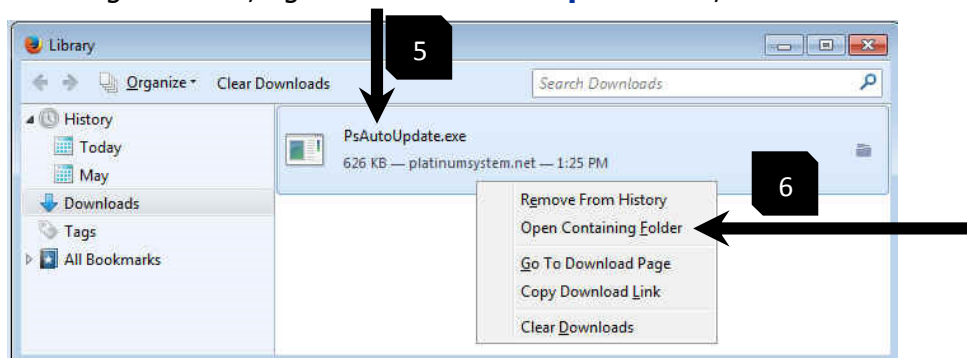 5
Library
Organize Clear Downloads
Search Downloads
History
Today
May
Downloads
Tags
All Bookmarks
PsAutoUpdate.exe
626 KB — platinumsystem.net — 1:25 PM
6
Remove From History
Open Containing Folder
Go To Download Page
Copy Download Link
Clear Downloads